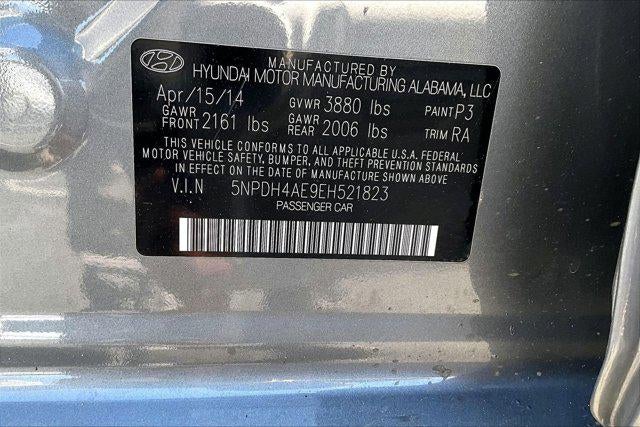 MANUFACTURED BY
HYUNDAI MOTOR MANUFACTURING ALABAMA, LLC
Apr/15/14 GVWR 3880 lbs PAINT P3
GAWR FRONT 2161 lbs GAWR REAR 2006 lbs TRIM RA
THIS VEHICLE CONFORMS TO ALL APPLICABLE U.S.A. FEDERAL
MOTOR VEHICLE SAFETY, BUMPER, AND THEFT PREVENTION STANDARDS
IN EFFECT ON THE DATE OF MANUFACTURE SHOWN ABOVE
V.I.N 5NPDH4AE9EH521823
PASSENGER CAR